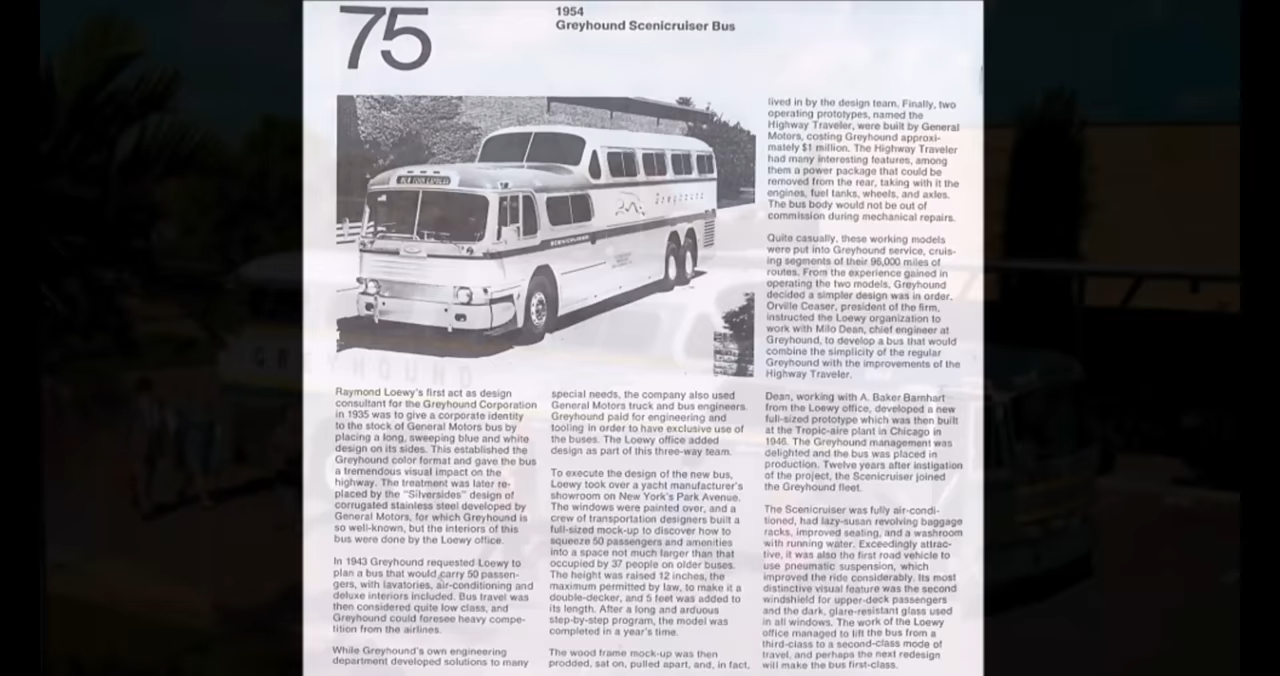 75
1954
Greyhound Scenicruiser Bus
SCENICRUISER
Greyhound
Raymond Loewy's first act as design
consultant for the Greyhound Corporation
in 1935 was to give a corporate identity
to the stock of General Motors bus by
placing a long, sweeping blue and white
design on its sides. This established the
Greyhound color format and gave the bus
a tremendous visual impact on the
highway. The treatment was later re-
placed by the "Silversides" design of
corrugated stainless steel developed by
General Motors, for which Greyhound is
so well-known, but the interiors of this
bus were done by the Loewy office.
In 1943 Greyhound requested Loewy to
plan a bus that would carry 50 passen-
gers, with lavatories, air-conditioning and
deluxe interiors included. Bus travel was
then considered quite low class, and
Greyhound could foresee heavy compe-
tition from the airlines.
While Greyhound's own engineering
department developed solutions to many
special needs, the company also used
General Motors truck and bus engineers.
Greyhound paid for engineering and
tooling in order to have exclusive use of
the buses. The Loewy office added
design as part of this three-way team.
To execute the design of the new bus,
Loewy took over a yacht manufacturer's
showroom on New York's Park Avenue.
The windows were painted over, and a
crew of transportation designers built a
full-sized mock-up to discover how to
squeeze 50 passengers and amenities
into a space not much larger than that
occupied by 37 people on older buses.
The height was raised 12 inches, the
maximum permitted by law, to make it a
double-decker, and 5 feet was added to
its length. After a long and arduous
step-by-step program, the model was
completed in a year's time.
The wood frame mock-up was then
prodded, sat on, pulled apart, and, in fact,
lived in by the design team. Finally, two
operating prototypes, named the
Highway Traveler, were built by General
Motors, costing Greyhound approxi-
mately $1 million. The Highway Traveler
had many interesting features, among
them a power package that could be
removed from the rear, taking with it the
engines, fuel tanks, wheels, and axles.
The bus body would not be out of
commission during mechanical repairs.
Quite casually, these working models
were put into Greyhound service, cruis-
ing segments of their 96,000 miles of
routes. From the experience gained in
operating the two models, Greyhound
decided a simpler design was in order.
Orville Ceaser, president of the firm,
instructed the Loewy organization to
work with Milo Dean, chief engineer at
Greyhound, to develop a bus that would
combine the simplicity of the regular
Greyhound with the improvements of the
Highway Traveler.
Dean, working with A. Baker Barnhart
from the Loewy office, developed a new
full-sized prototype which was then built
at the Tropic-aire plant in Chicago in
1946. The Greyhound management was
delighted and the bus was placed in
production. Twelve years after instigation
of the project, the Scenicruiser joined
the Greyhound fleet.
The Scenicruiser was fully air-condi-
tioned, had lazy-susan revolving baggage
racks, improved seating, and a washroom
with running water. Exceedingly attrac-
tive, it was also the first road vehicle to
use pneumatic suspension, which
improved the ride considerably. Its most
distinctive visual feature was the second
windshield for upper-deck passengers
and the dark, glare-resistant glass used
in all windows. The work of the Loewy
office managed to lift the bus from a
third-class to a second-class mode of
travel, and perhaps the next redesign
will make the bus first-class.